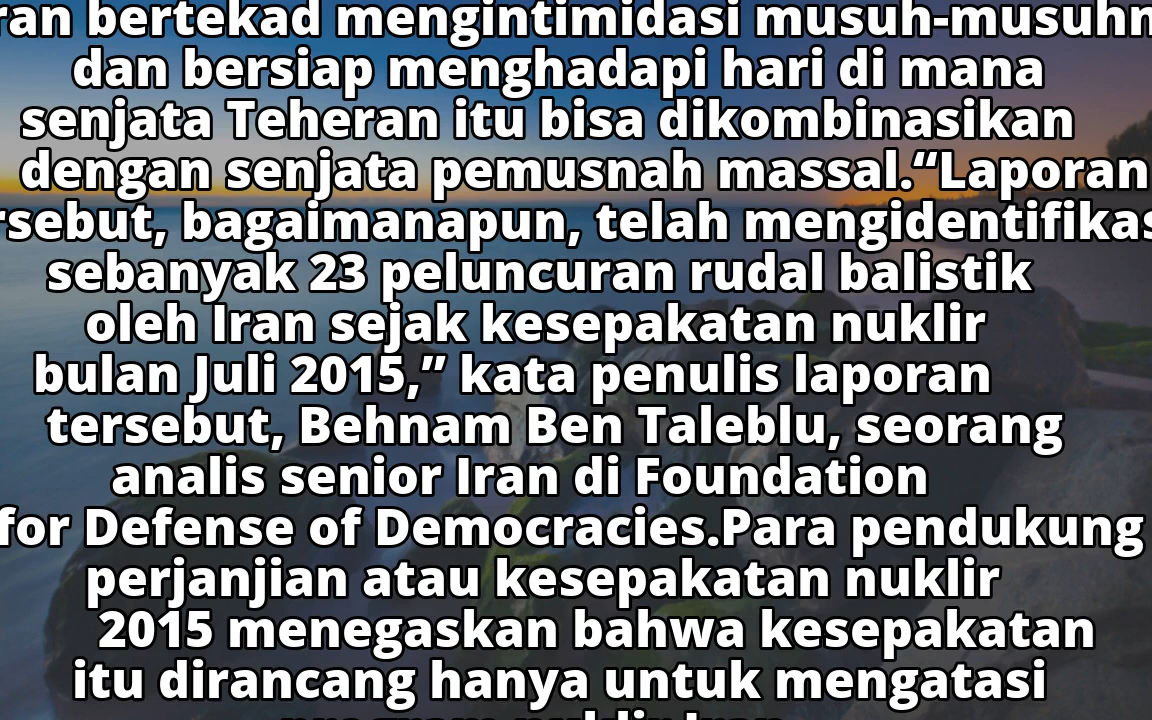 ran bertekad mengintimidasi musuh-musuhn
dan bersiap menghadapi hari di mana
senjata Teheran itu bisa dikombinasikan
dengan senjata pemusnah massal.“Laporan
rsebut, bagaimanapun, telah mengidentifikas
sebanyak 23 peluncuran rudal balistik
oleh Iran sejak kesepakatan nuklir
bulan Juli 2015,” kata penulis laporan
tersebut, Behnam Ben Taleblu, seorang
analis senior Iran di Foundation
for Defense of Democracies.Para pendukung
perjanjian atau kesepakatan nuklir
2015 menegaskan bahwa kesepakatan
itu dirancang hanya untuk mengatasi